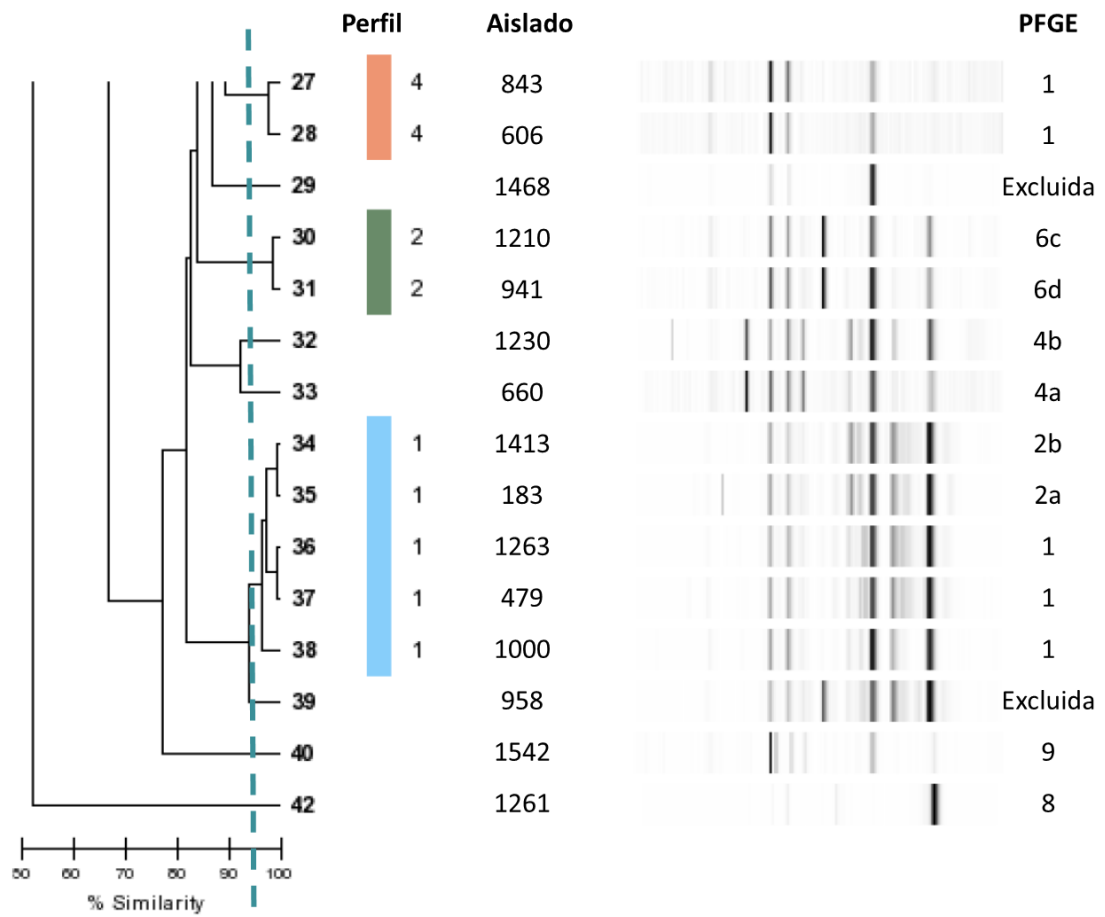 Perfil Aislado PFGE
27 4 843 1
28 4 606 1
29 1468 Excluida
30 2 1210 6c
31 2 941 6d
32 1230 4b
33 660 4a
34 1 1413 2b
35 1 183 2a
36 1 1263 1
37 1 479 1
38 1 1000 1
39 958 Excluida
40 1542 9
42 1261 8
50 60 70 80 90 100
% Similarity